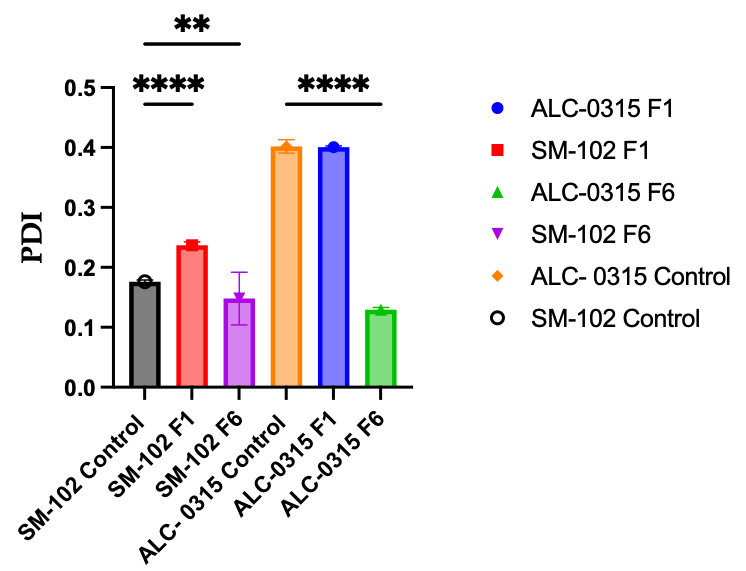 **
**** ****
0.5
0.4
0.3
0.2
0.1
0.0
PDI
SM-102 Control
SM-102 F1
SM-102 F6
ALC- 0315 Control
ALC-0315 F1
ALC-0315 F6
ALC-0315 F1
SM-102 F1
ALC-0315 F6
SM-102 F6
ALC- 0315 Control
SM-102 Control